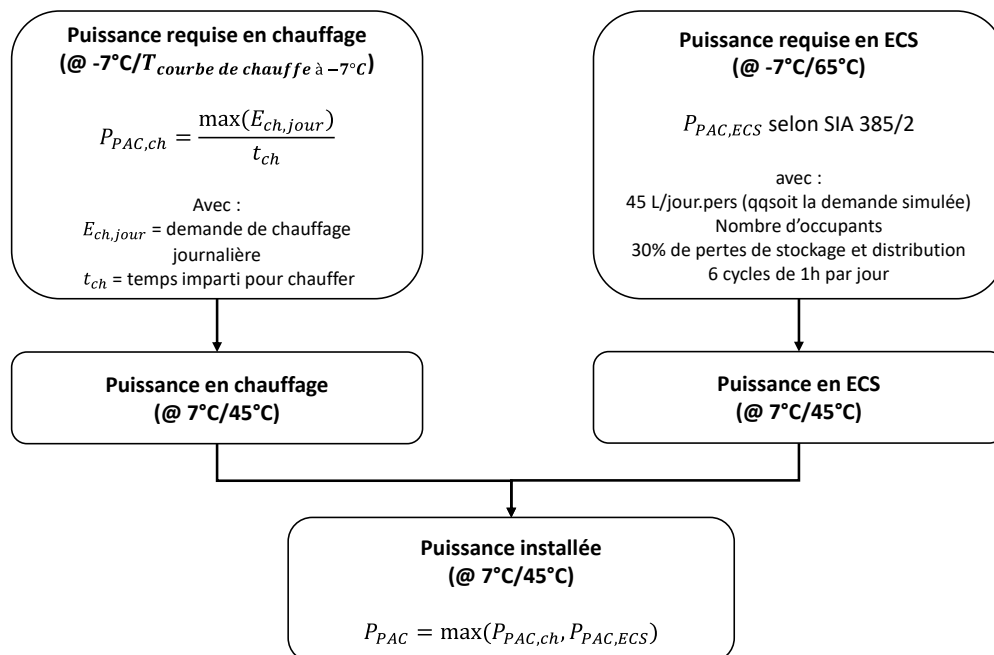 Puissance requise en chauffage
(@ -7°C/T_courbe de chauffe à −7°C)
P_PAC,ch = max(E_ch,jour) / t_ch
Avec :
E_ch,jour = demande de chauffage
journalière
t_ch = temps imparti pour chauffer
Puissance requise en ECS
(@ -7°C/65°C)
P_PAC,ECS selon SIA 385/2
avec :
45 L/jour.pers (qqsoit la demande simulée)
Nombre d'occupants
30% de pertes de stockage et distribution
6 cycles de 1h par jour
Puissance en chauffage
(@ 7°C/45°C)
Puissance en ECS
(@ 7°C/45°C)
Puissance installée
(@ 7°C/45°C)
P_PAC = max(P_PAC,ch, P_PAC,ECS)